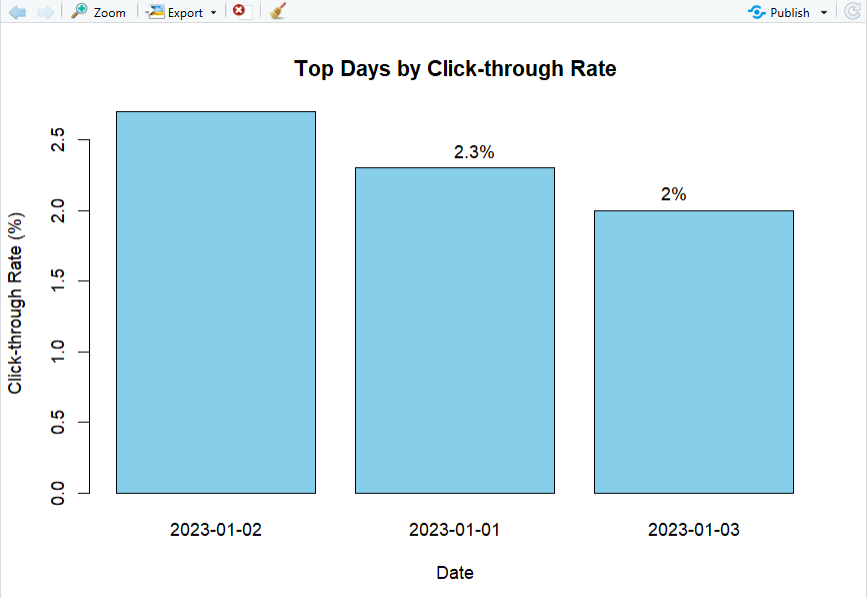 Zoom Export Publish
Top Days by Click-through Rate
Click-through Rate (%)
2.5
2.0
1.5
1.0
0.5
0.0
2.3%
2%
2023-01-02 2023-01-01 2023-01-03
Date